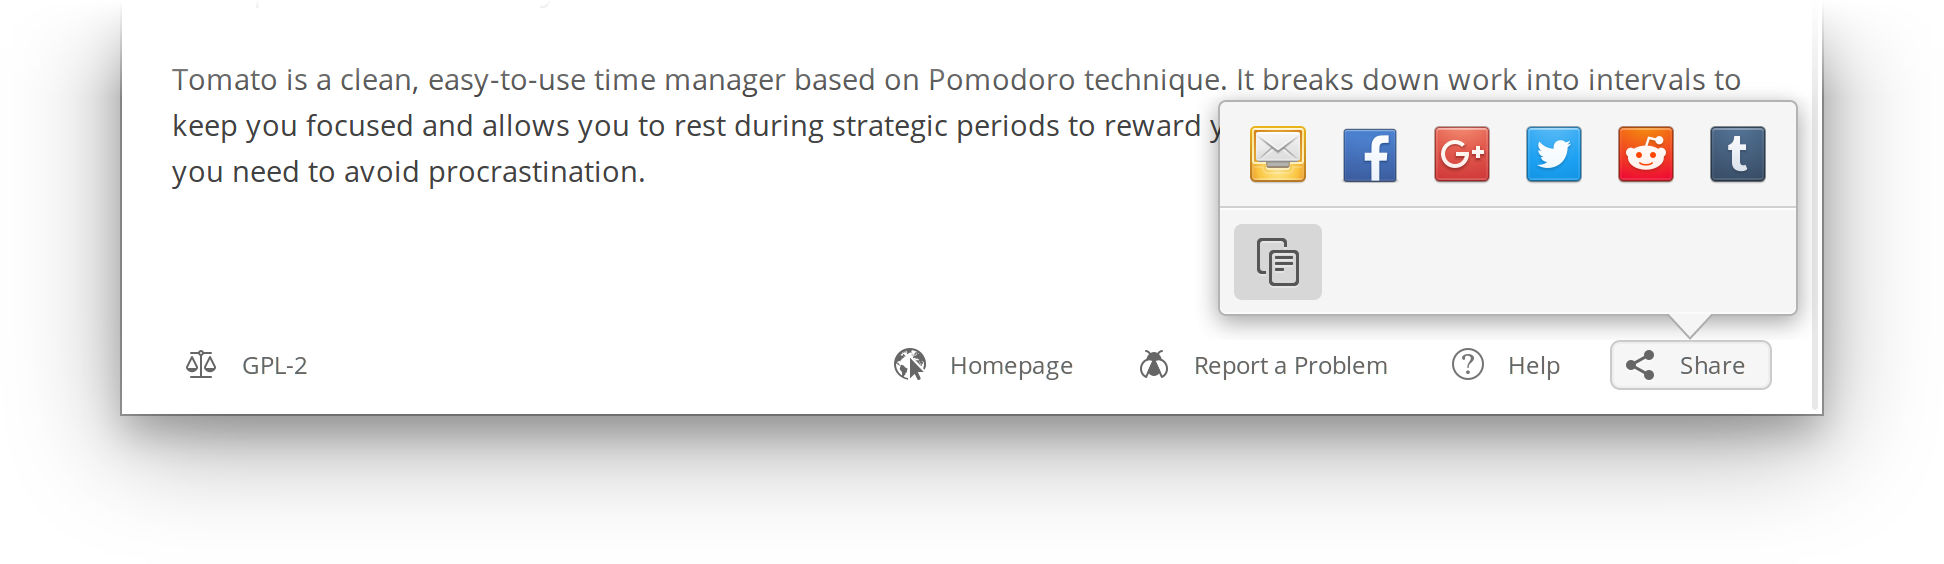 Tomato is a clean, easy-to-use time manager based on Pomodoro technique. It breaks down work into intervals to
keep you focused and allows you to rest during strategic periods to reward
you need to avoid procrastination.
GPL-2
Homepage
Report a Problem
Help
Share